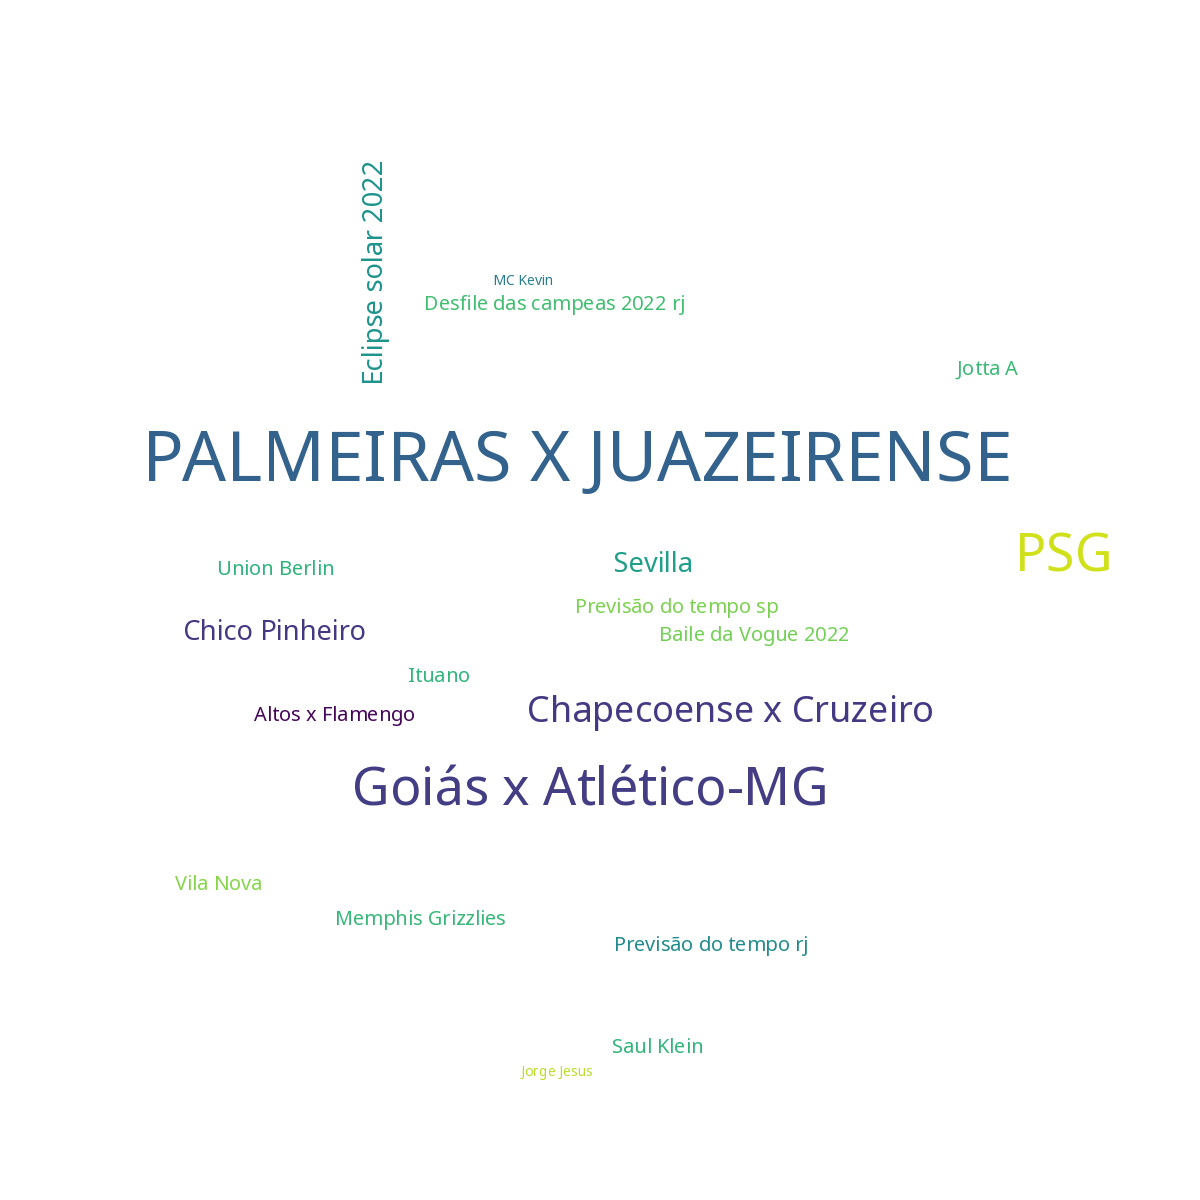 Eclipse solar 2022
MC Kevin
Desfile das campeas 2022 rj
Jotta A
PALMEIRAS X JUAZEIRENSE
PSG
Sevilla
Union Berlin
Previsão do tempo sp
Chico Pinheiro
Baile da Vogue 2022
Ituano
Altos x Flamengo
Chapecoense x Cruzeiro
Goiás x Atlético-MG
Vila Nova
Memphis Grizzlies
Previsão do tempo rj
Saul Klein
Jorge Jesus